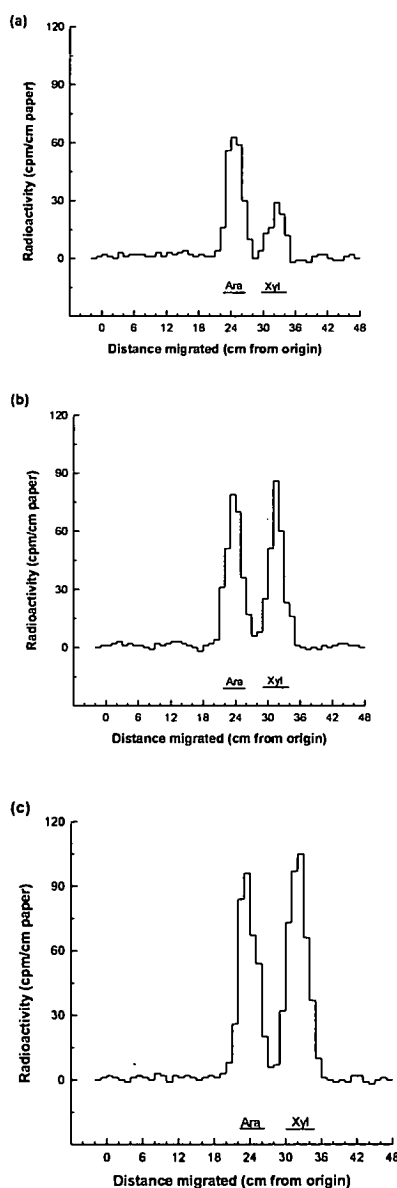 (a)
120
90
60
30
0
Radioactivity (cpm/cm paper)
Ara Xyl
0 6 12 18 24 30 36 42 48
Distance migrated (cm from origin)
(b)
120
90
60
30
0
Radioactivity (cpm/cm paper)
Ara Xyl
0 6 12 18 24 30 36 42 48
Distance migrated (cm from origin)
(c)
120
90
60
30
0
Radioactivity (cpm/cm paper)
Ara Xyl
0 6 12 18 24 30 36 42 48
Distance migrated (cm from origin)